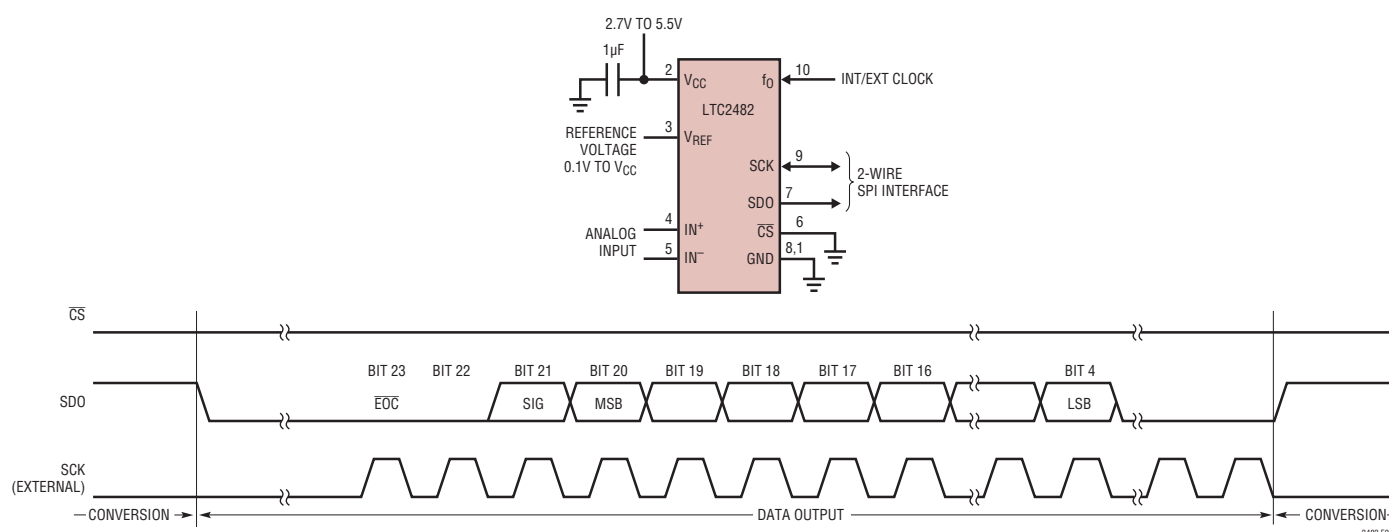 2.7V TO 5.5V
1µF
2
VCC
fO
10
INT/EXT CLOCK
LTC2482
REFERENCE
VOLTAGE
0.1V TO VCC
3
VREF
SCK
9
2-WIRE
SPI INTERFACE
SDO
7
ANALOG
INPUT
4
IN+
5
IN–
CS
6
GND
8,1
CS
BIT 23 BIT 22 BIT 21 BIT 20 BIT 19 BIT 18 BIT 17 BIT 16 BIT 4
SDO
EOC SIG MSB LSB
SCK
(EXTERNAL)
CONVERSION DATA OUTPUT CONVERSION